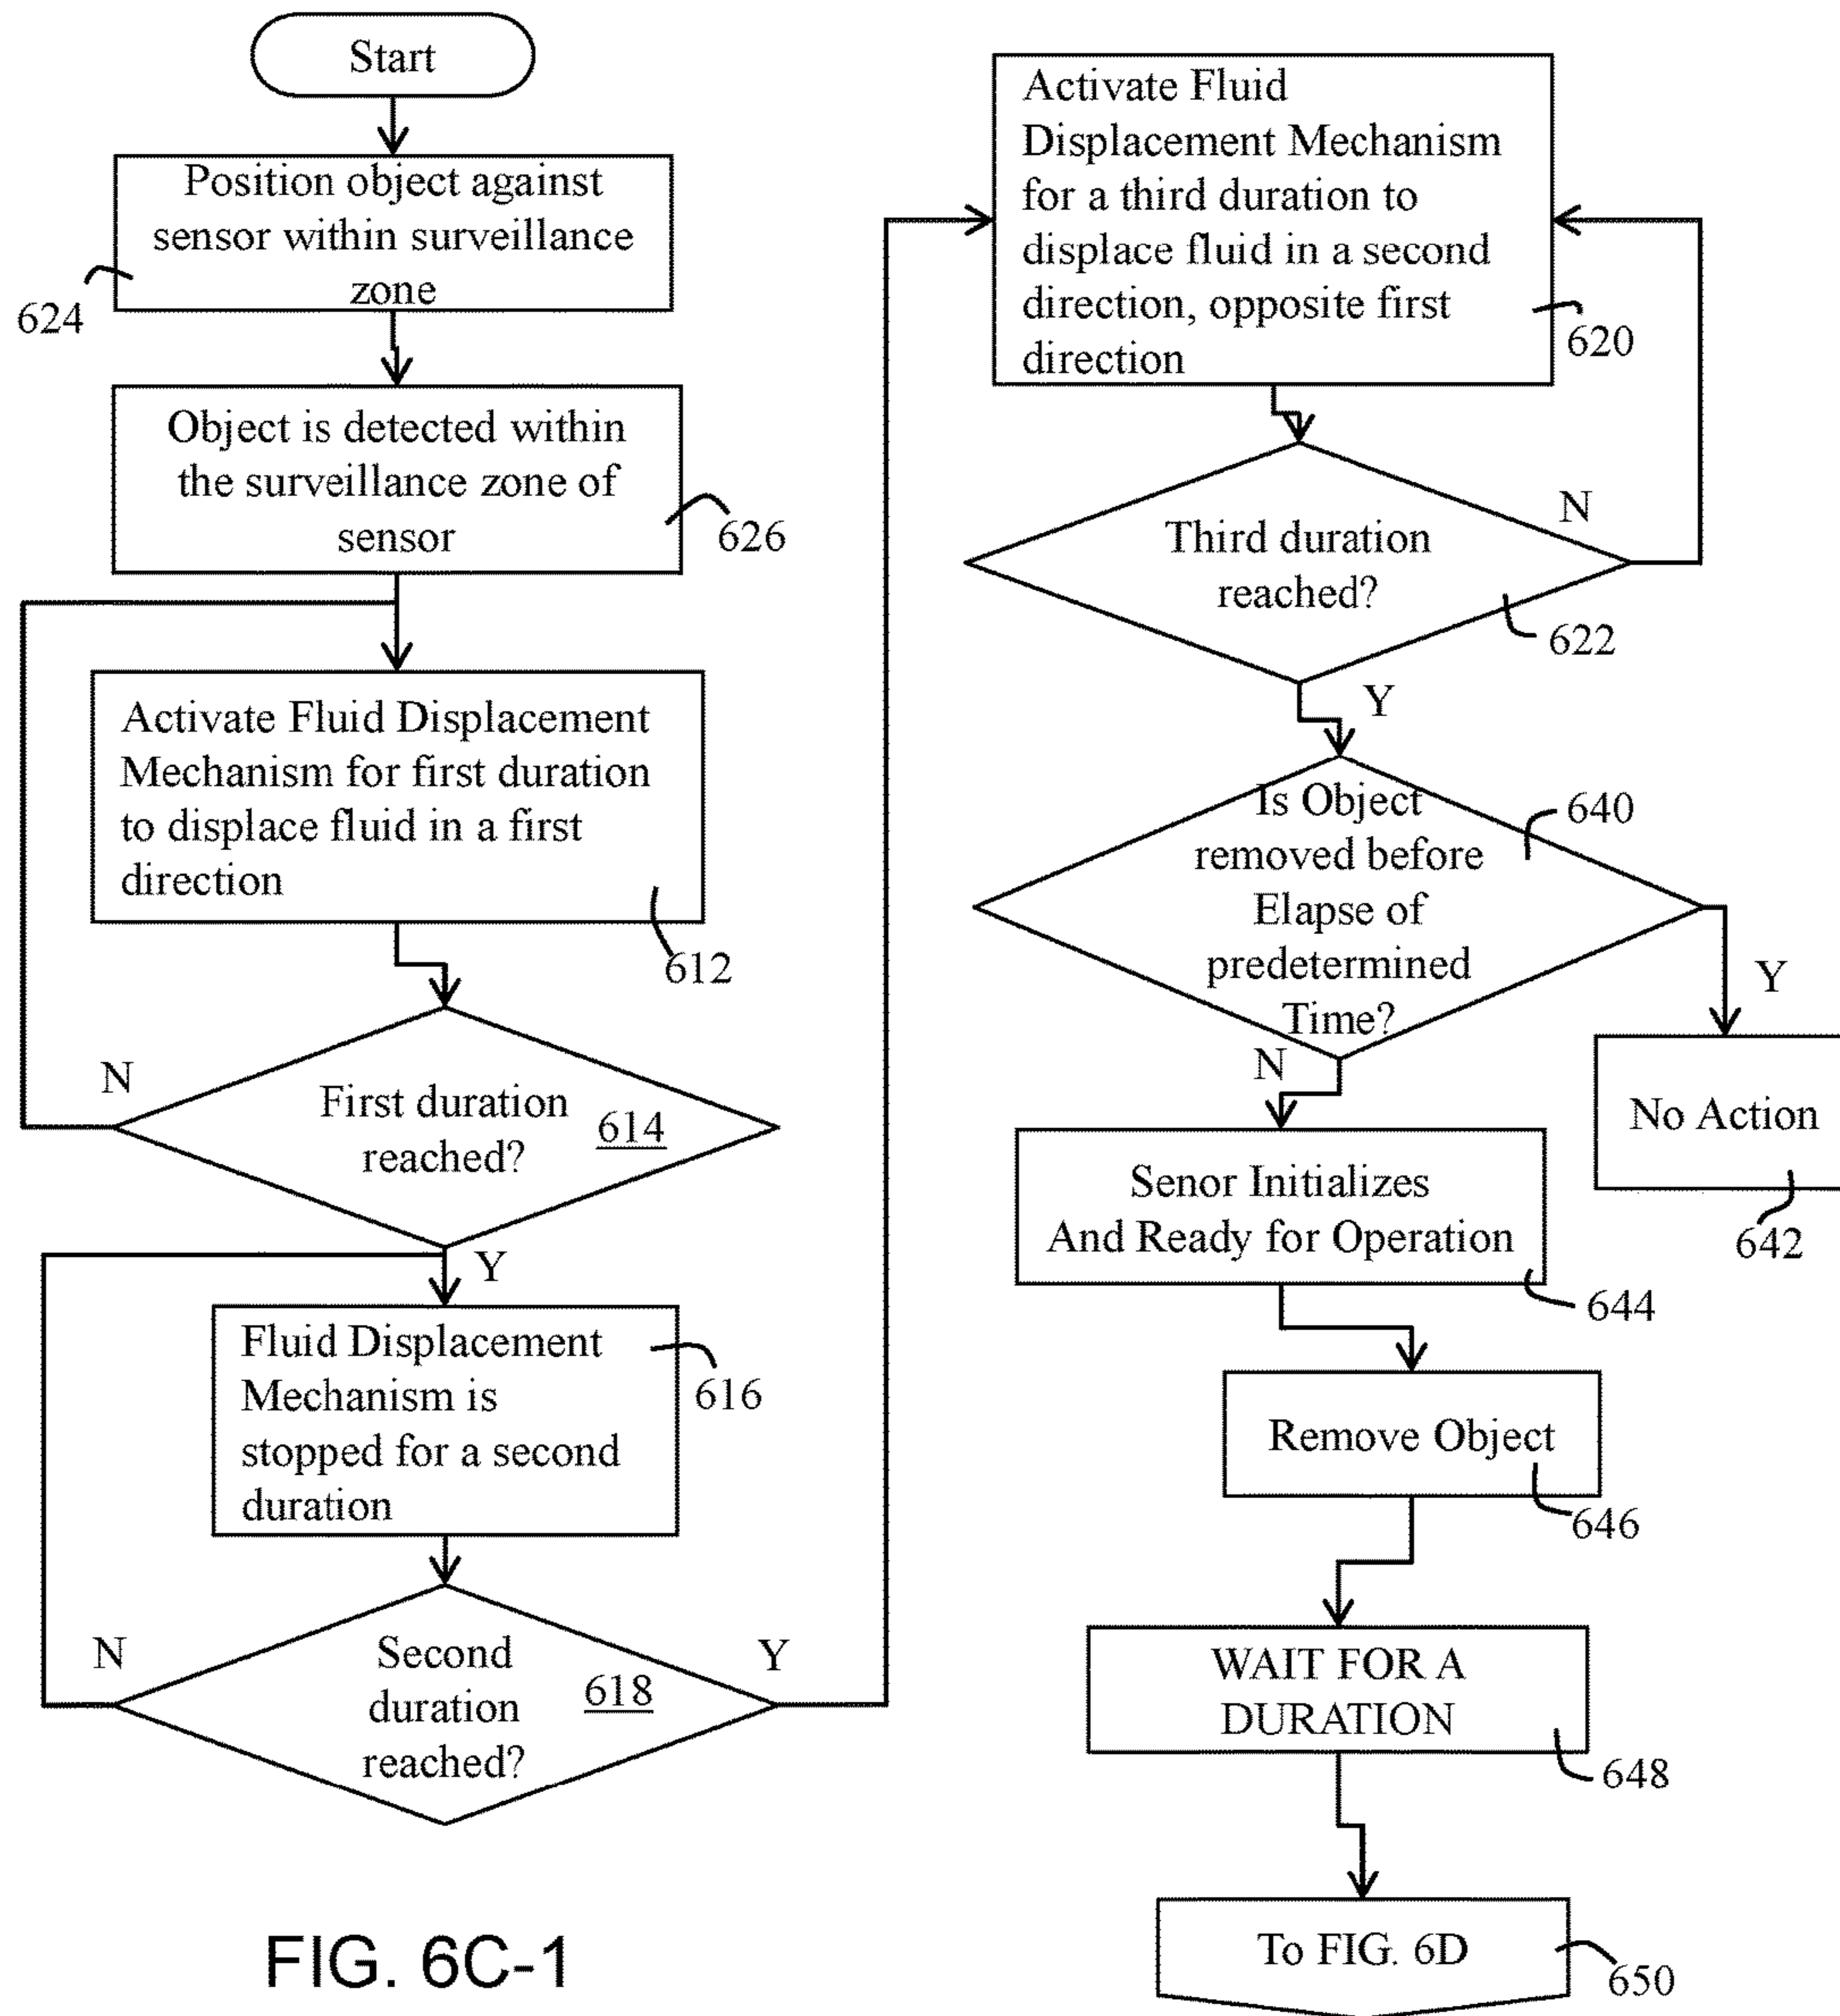 Start
Position object against
sensor within surveillance
zone
624
Object is detected within
the surveillance zone of
sensor
626
Activate Fluid Displacement
Mechanism for first duration
to displace fluid in a first
direction
612
N
First duration
reached?
614
Y
Fluid Displacement
Mechanism is
stopped for a second
duration
616
N
Second
duration
reached?
618
Y
Activate Fluid
Displacement Mechanism
for a third duration to
displace fluid in a second
direction, opposite first
direction
620
N
Third duration
reached?
622
Y
Is Object
removed before
Elapse of
predetermined
Time?
640
Y
No Action
642
N
Senor Initializes
And Ready for Operation
644
Remove Object
646
WAIT FOR A
DURATION
648
To FIG. 6D
650
FIG. 6C-1